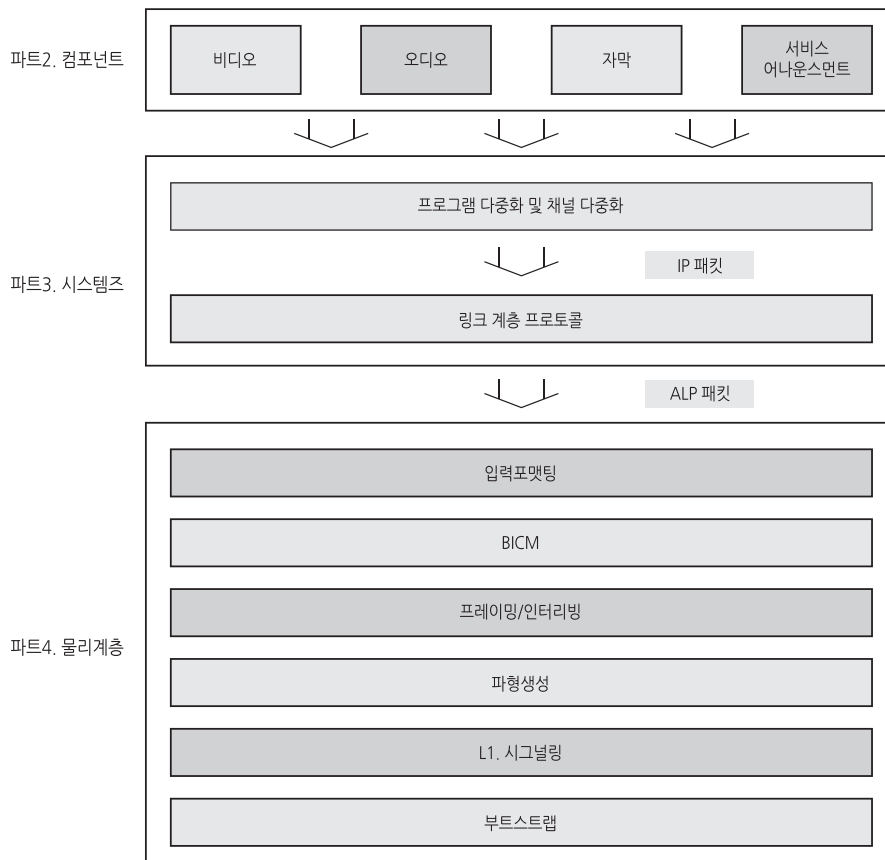 파트2. 컴포넌트
비디오
오디오
자막
서비스
어나운스먼트
파트3. 시스템즈
프로그램 다중화 및 채널 다중화
IP 패킷
링크 계층 프로토콜
ALP 패킷
파트4. 물리계층
입력포맷팅
BICM
프레이밍/인터리빙
파형생성
L1. 시그널링
부트스트랩